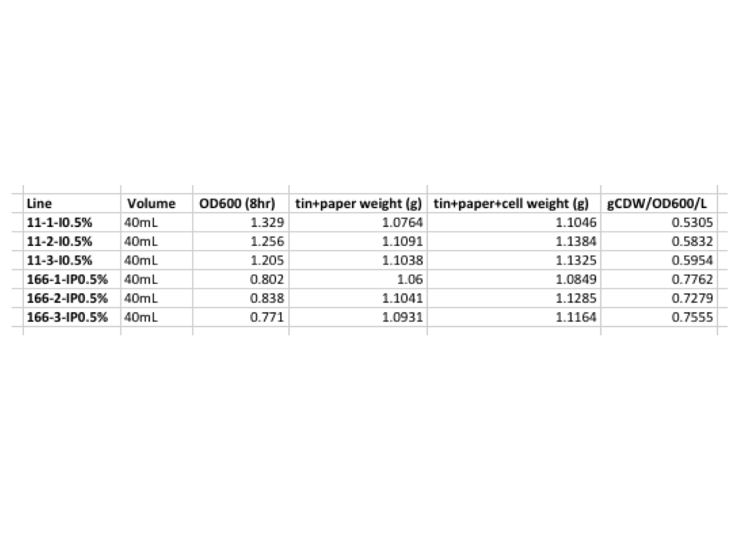 Line Volume OD600 (8hr) tin+paper weight (g) tin+paper+cell weight (g) gCDW/OD600/L
11-1-I0.5% 40mL 1.329 1.0764 1.1046 0.5305
11-2-I0.5% 40mL 1.256 1.1091 1.1384 0.5832
11-3-I0.5% 40mL 1.205 1.1038 1.1325 0.5954
166-1-IP0.5% 40mL 0.802 1.06 1.0849 0.7762
166-2-IP0.5% 40mL 0.838 1.1041 1.1285 0.7279
166-3-IP0.5% 40mL 0.771 1.0931 1.1164 0.7555